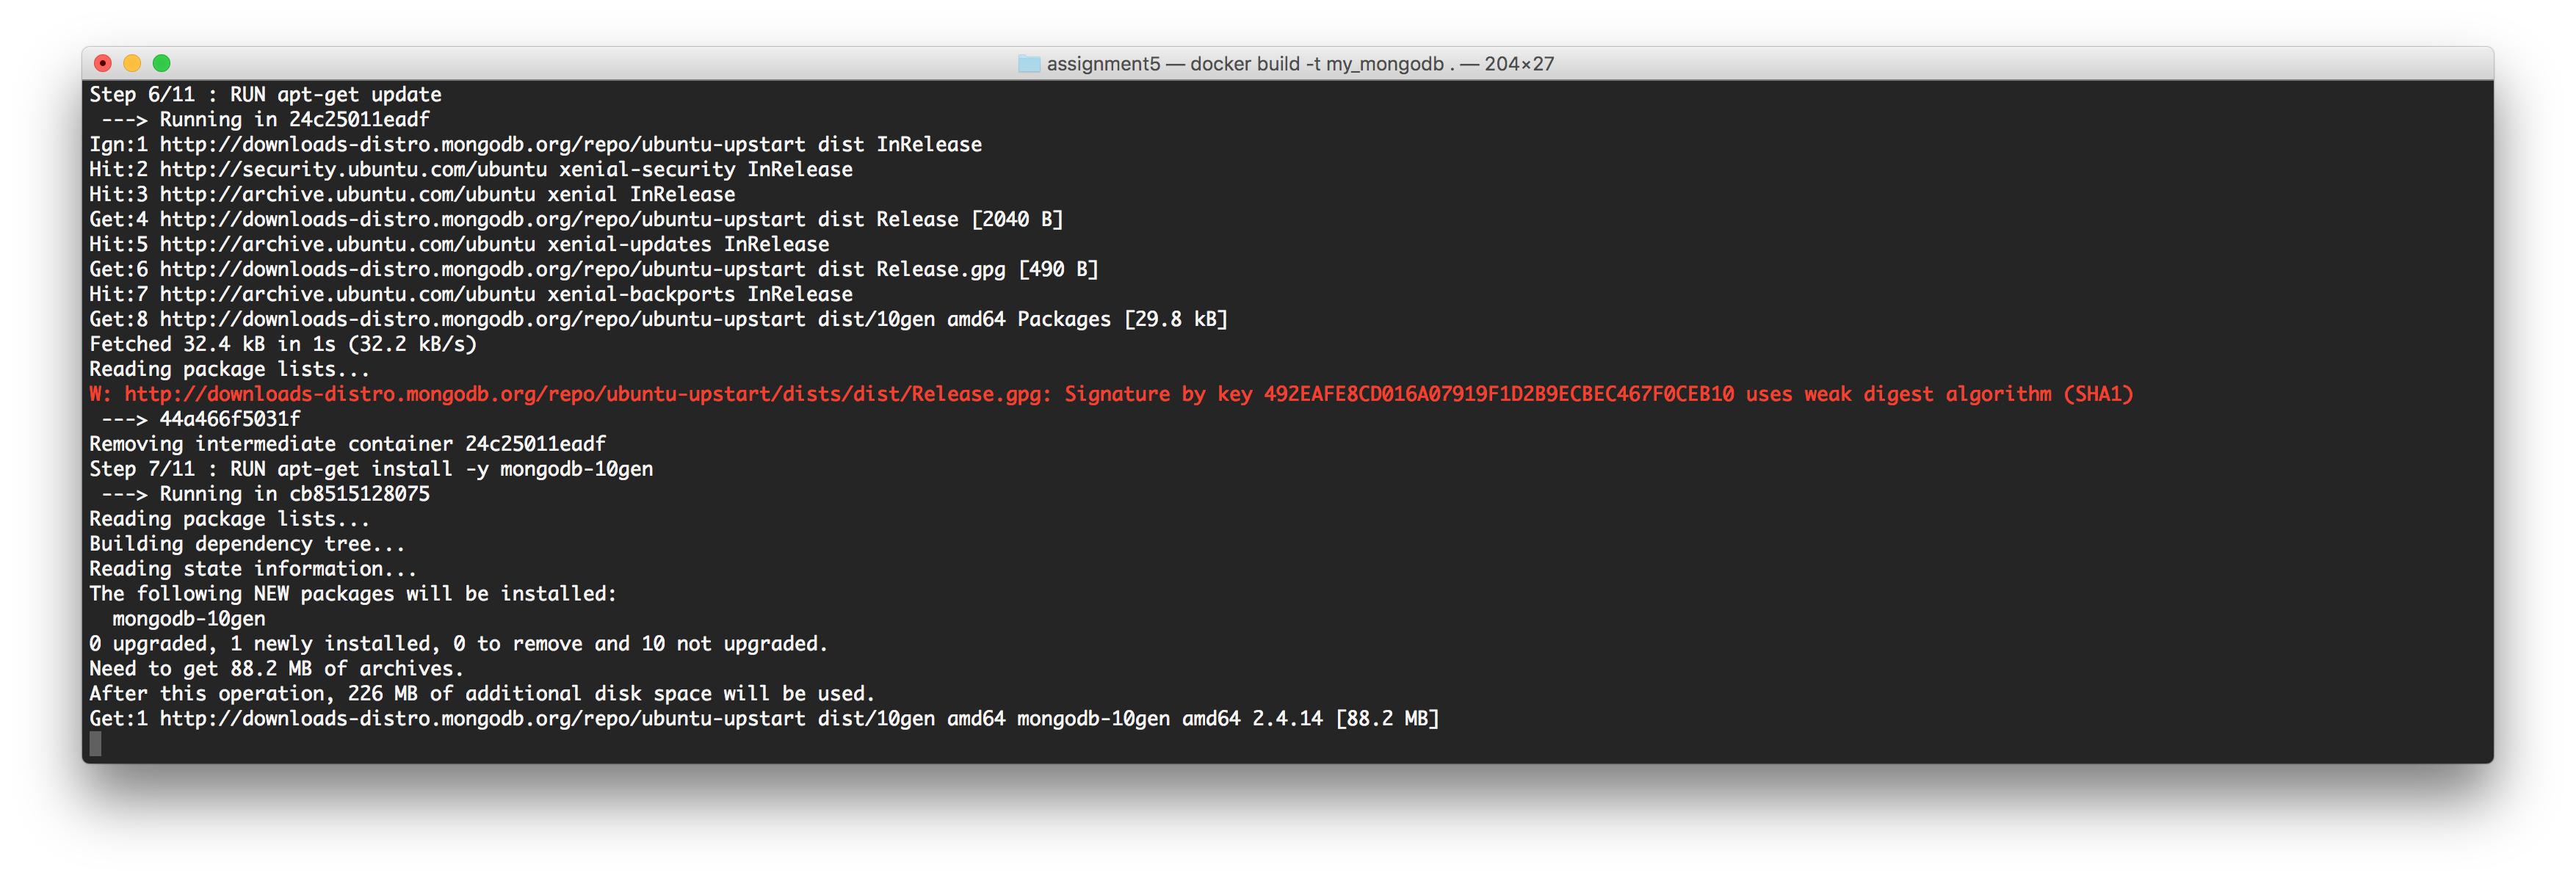 assignment5 — docker build -t my_mongodb . — 204×27
Step 6/11 : RUN apt-get update
 ---> Running in 24c25011eadf
Ign:1 http://downloads-distro.mongodb.org/repo/ubuntu-upstart dist InRelease
Hit:2 http://security.ubuntu.com/ubuntu xenial-security InRelease
Hit:3 http://archive.ubuntu.com/ubuntu xenial InRelease
Get:4 http://downloads-distro.mongodb.org/repo/ubuntu-upstart dist Release [2040 B]
Hit:5 http://archive.ubuntu.com/ubuntu xenial-updates InRelease
Get:6 http://downloads-distro.mongodb.org/repo/ubuntu-upstart dist Release.gpg [490 B]
Hit:7 http://archive.ubuntu.com/ubuntu xenial-backports InRelease
Get:8 http://downloads-distro.mongodb.org/repo/ubuntu-upstart dist/10gen amd64 Packages [29.8 kB]
Fetched 32.4 kB in 1s (32.2 kB/s)
Reading package lists...
W: http://downloads-distro.mongodb.org/repo/ubuntu-upstart/dists/dist/Release.gpg: Signature by key 492EAFE8CD016A07919F1D2B9ECBEC467F0CEB10 uses weak digest algorithm (SHA1)
 ---> 44a466f5031f
Removing intermediate container 24c25011eadf
Step 7/11 : RUN apt-get install -y mongodb-10gen
 ---> Running in cb8515128075
Reading package lists...
Building dependency tree...
Reading state information...
The following NEW packages will be installed:
  mongodb-10gen
0 upgraded, 1 newly installed, 0 to remove and 10 not upgraded.
Need to get 88.2 MB of archives.
After this operation, 226 MB of additional disk space will be used.
Get:1 http://downloads-distro.mongodb.org/repo/ubuntu-upstart dist/10gen amd64 mongodb-10gen amd64 2.4.14 [88.2 MB]